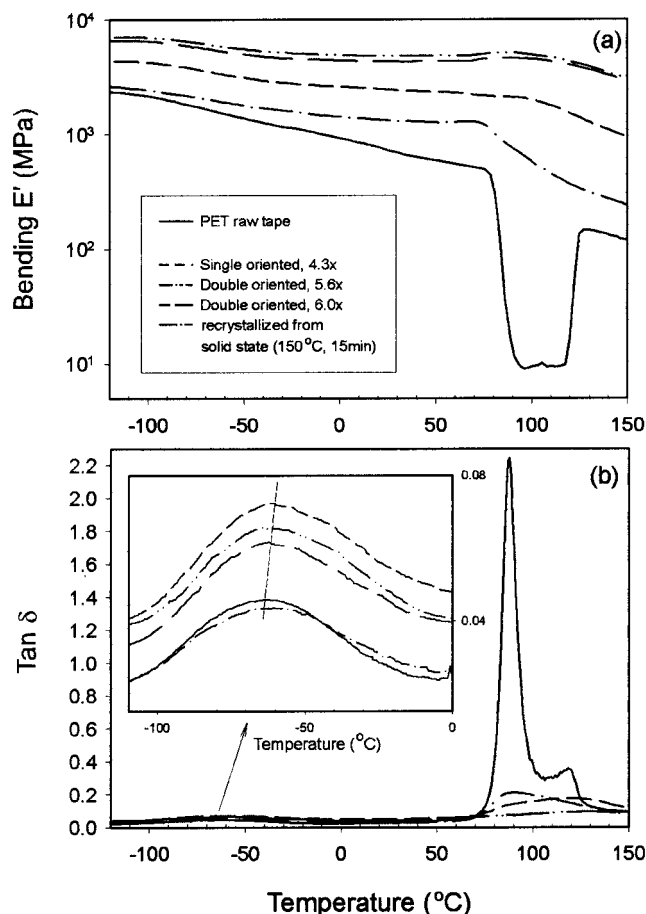 (a)
10⁴
10³
10²
10¹
Bending E' (MPa)
PET raw tape
Single oriented, 4.3x
Double oriented, 5.6x
Double oriented, 6.0x
recrystallized from
solid state (150°C, 15min)
-100 -50 0 50 100 150
(b)
2.2
2.0
1.8
1.6
1.4
1.2
1.0
0.8
0.6
0.4
0.2
0.0
Tan δ
0.08
0.04
-100 -50 0
Temperature (°C)
-100 -50 0 50 100 150
Temperature (°C)